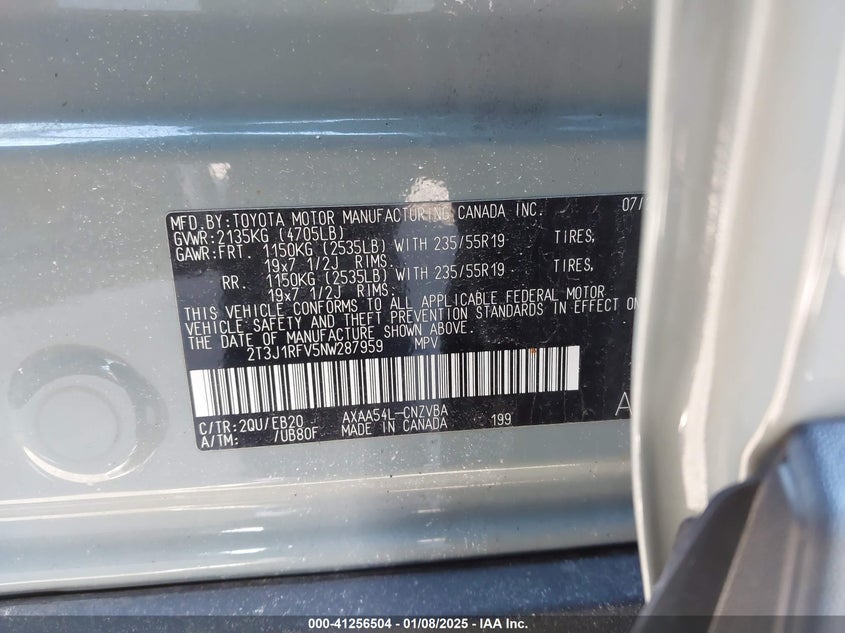 MFD.BY:TOYOTA MOTOR MANUFACTURING CANADA INC. 07/
GVWR:2135KG (4705LB)
GAWR:FRT. 1150KG (2535LB) WITH 235/55R19 TIRES,
19x7 1/2J RIMS.
RR. 1150KG (2535LB) WITH 235/55R19 TIRES,
19x7 1/2J RIMS.
THIS VEHICLE CONFORMS TO ALL APPLICABLE FEDERAL MOTOR
VEHICLE SAFETY AND THEFT PREVENTION STANDARDS IN EFFECT ON
THE DATE OF MANUFACTURE SHOWN ABOVE.
2T3J1RFV5NW287959 MPV
C/TR:20U/EB20 AXAA54L-CNZVBA
A/TM: /UB80F MADE IN CANADA 199 A
000-41256504 - 01/08/2025 - IAA Inc.